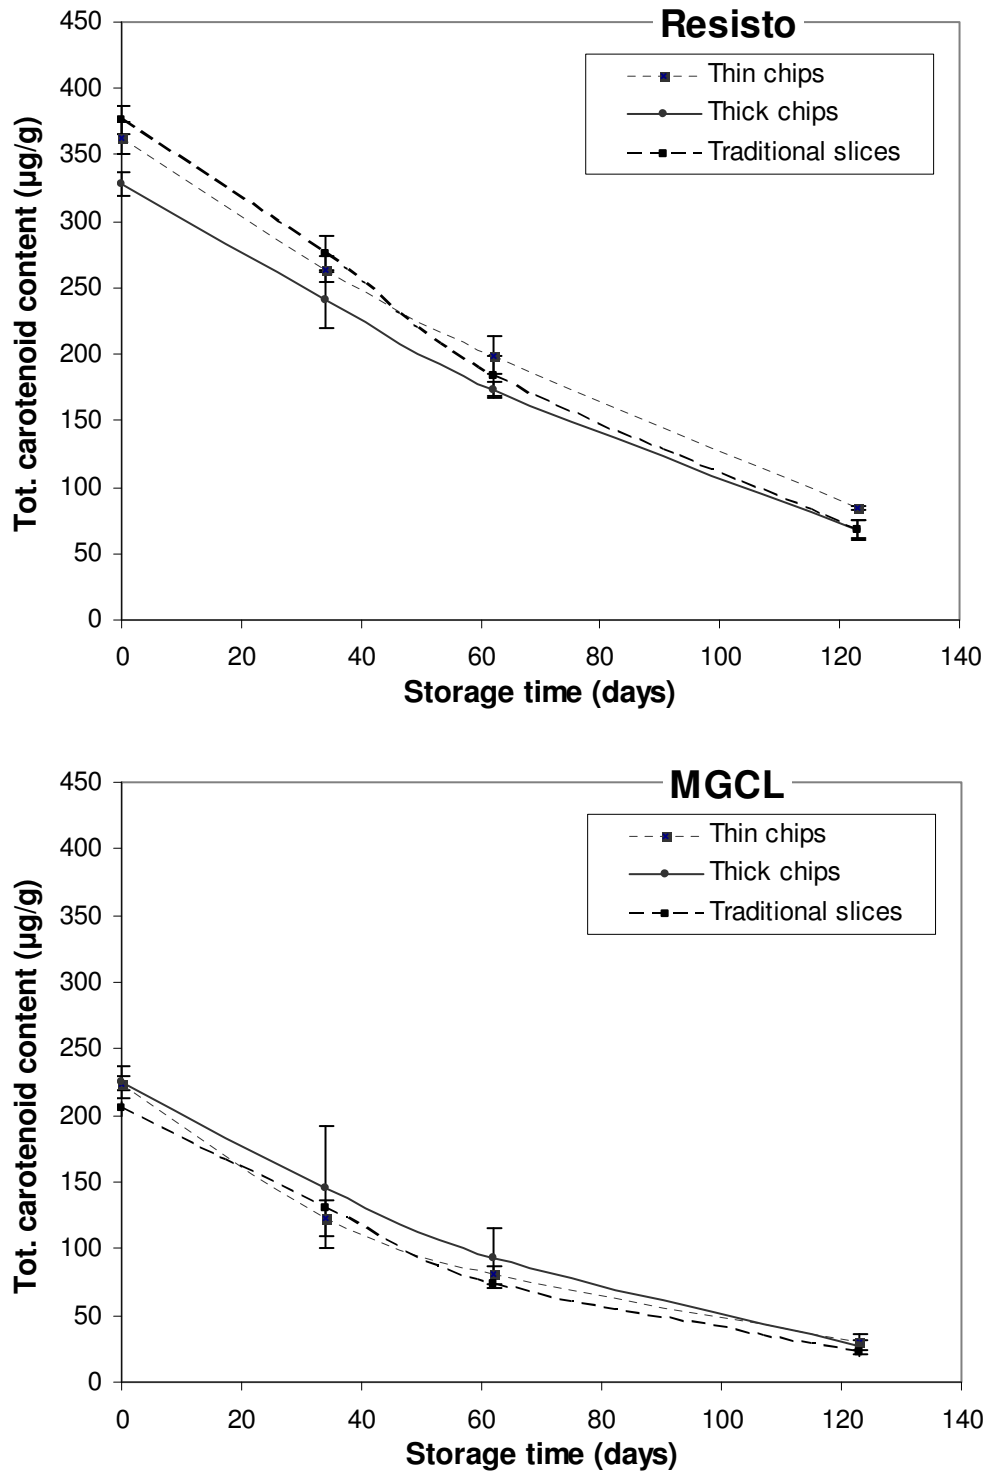 Resisto
Thin chips
Thick chips
Traditional slices
450
400
350
300
250
200
150
100
50
0
Tot. carotenoid content (µg/g)
0 20 40 60 80 100 120 140
Storage time (days)
MGCL
Thin chips
Thick chips
Traditional slices
450
400
350
300
250
200
150
100
50
0
Tot. carotenoid content (µg/g)
0 20 40 60 80 100 120 140
Storage time (days)